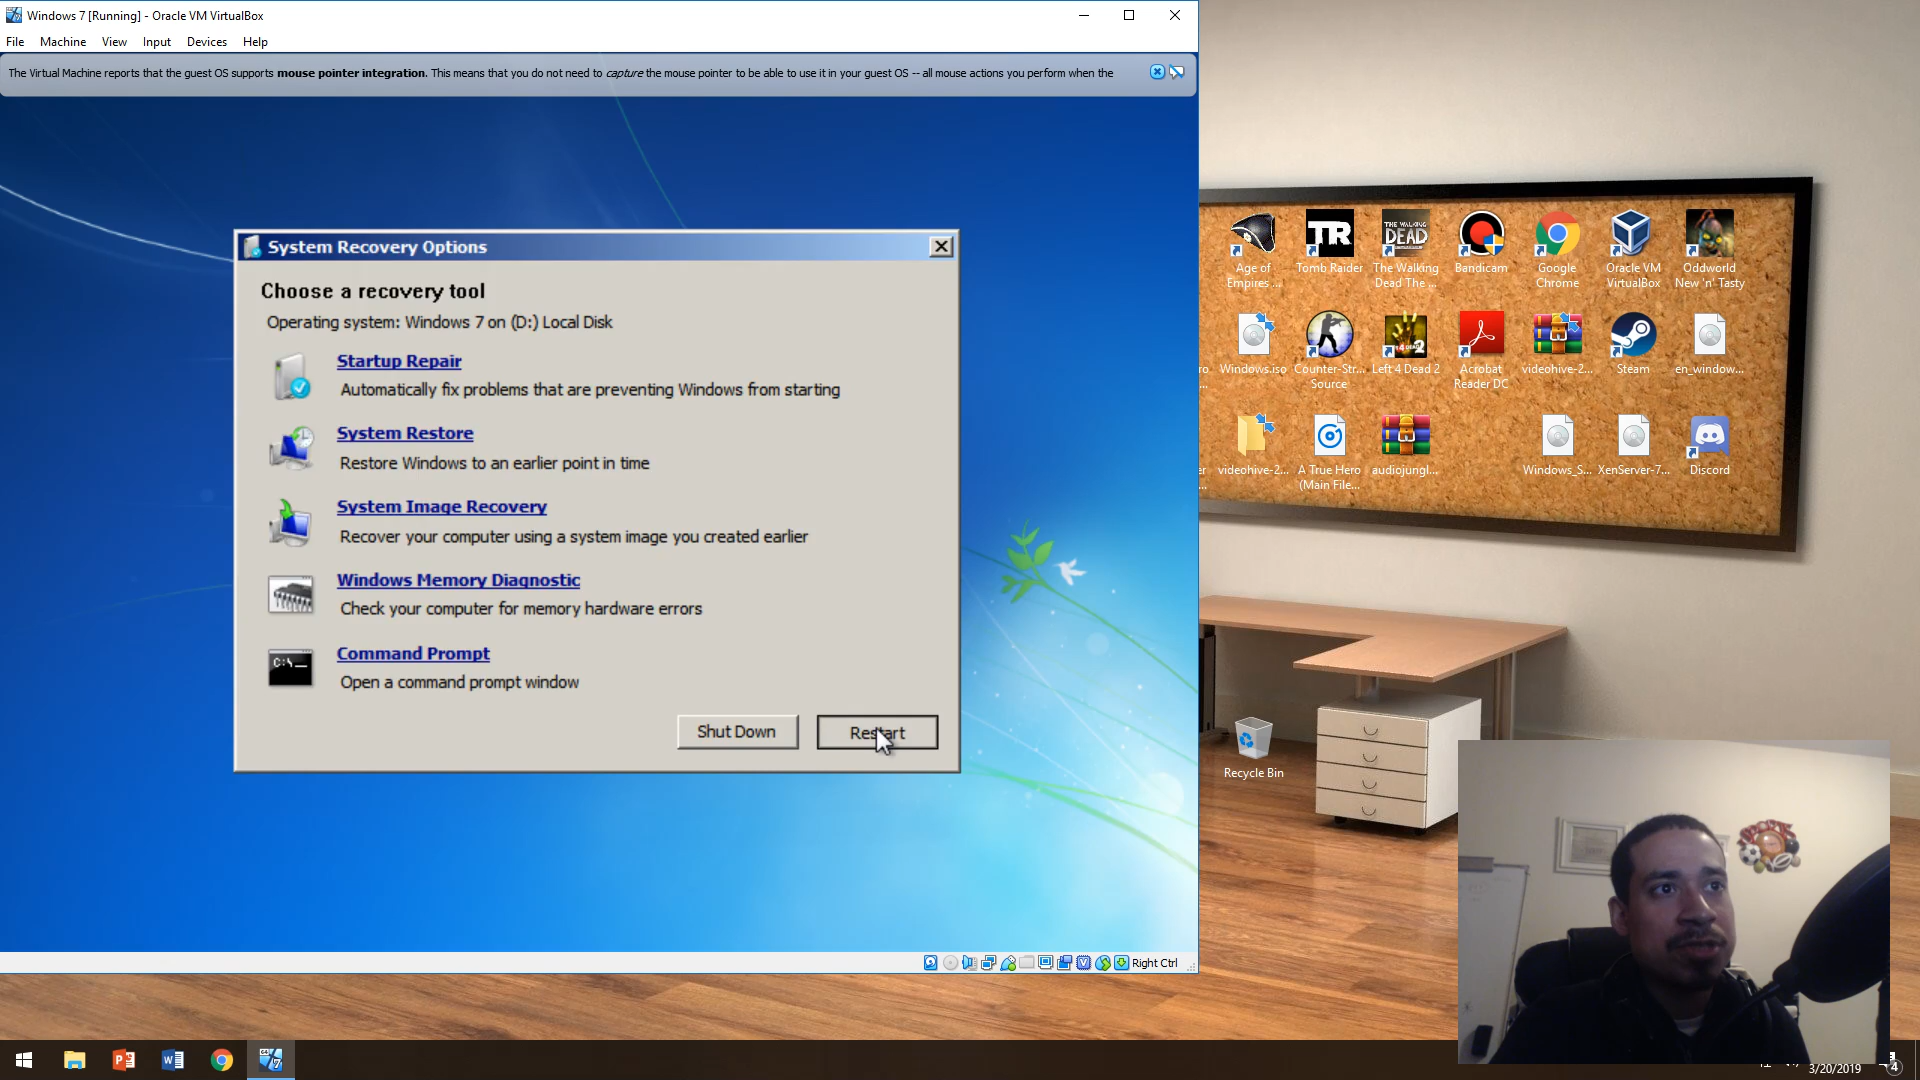 Windows 7 [Running] - Oracle VM VirtualBox
File Machine View Input Devices Help
The Virtual Machine reports that the guest OS supports mouse pointer integration. This means that you do not need to capture the mouse pointer to be able to use it in your guest OS -- all mouse actions you perform when the
System Recovery Options
Choose a recovery tool
Operating system: Windows 7 on (D:) Local Disk
Startup Repair
Automatically fix problems that are preventing Windows from starting
System Restore
Restore Windows to an earlier point in time
System Image Recovery
Recover your computer using a system image you created earlier
Windows Memory Diagnostic
Check your computer for memory hardware errors
C:\_
Command Prompt
Open a command prompt window
Shut Down
Restart
Right Ctrl
TR
THE WALKING
DEAD
Age of
Empires ...
Tomb Raider
The Walking
Dead The ...
Bandicam
Google
Chrome
Oracle VM
VirtualBox
Oddworld
New 'n' Tasty
Windows.iso
Counter-Str...
Source
Left 4 Dead 2
Acrobat
Reader DC
videohive-2...
Steam
en_window...
videohive-2...
A True Hero
(Main File...
audiojungl...
Windows_S...
XenServer-7...
Discord
Recycle Bin
SPORTS
3/20/2019
4